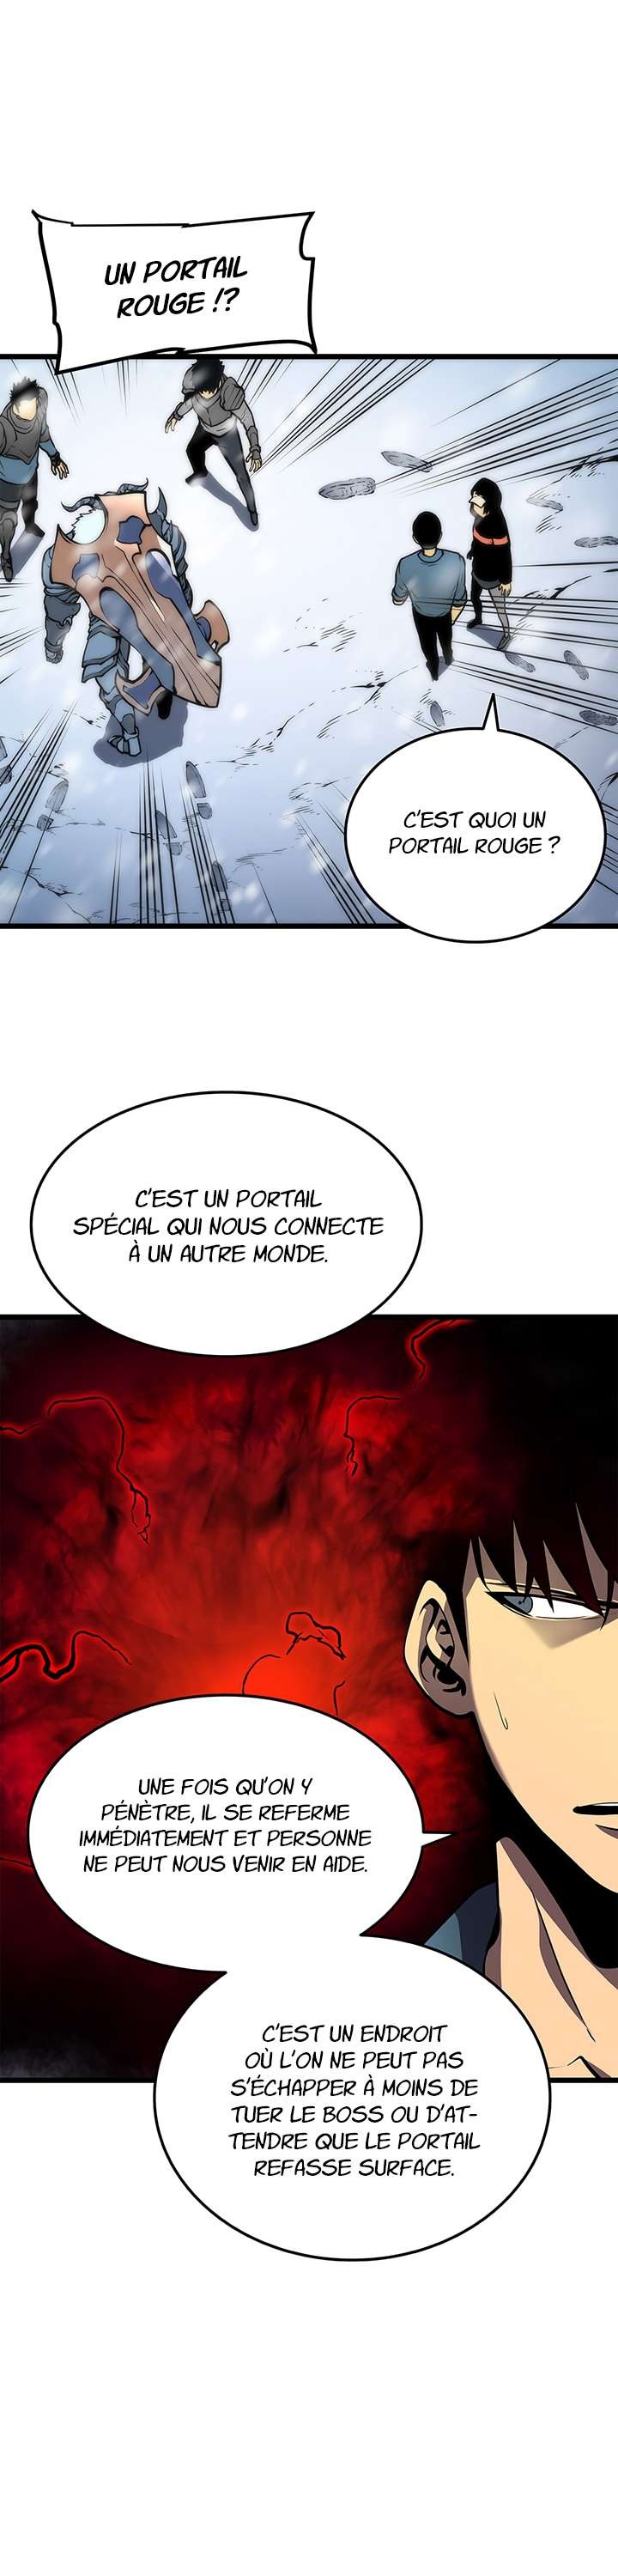 UN PORTAIL
ROUGE !?
C'EST QUOI UN
PORTAIL ROUGE ?
C'EST UN PORTAIL
SPÉCIAL QUI NOUS CONNECTE
À UN AUTRE MONDE.
UNE FOIS QU'ON Y
PÉNÈTRE, IL SE REFERME
IMMÉDIATEMENT ET PERSONNE
NE PEUT NOUS VENIR EN AIDE.
C'EST UN ENDROIT
OÙ L'ON NE PEUT PAS
S'ÉCHAPPER À MOINS DE
TUER LE BOSS OU D'AT-
TENDRE QUE LE PORTAIL
REFASSE SURFACE.